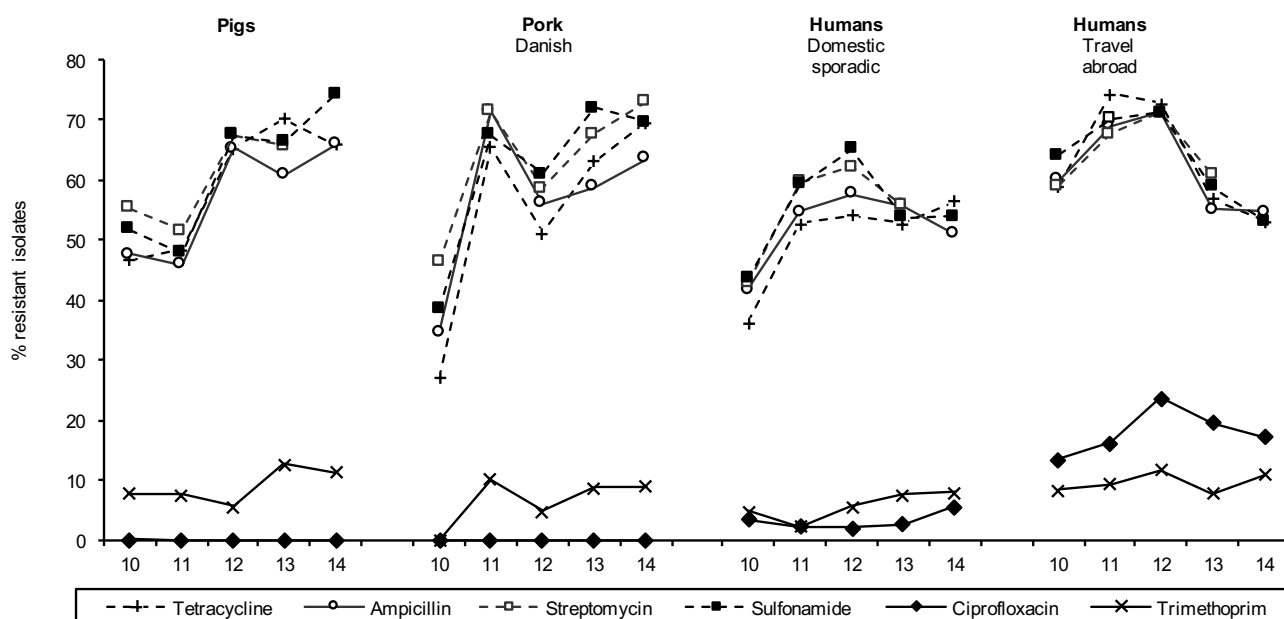 Pigs
Pork
Danish
Humans
Domestic
sporadic
Humans
Travel
abroad
% resistant isolates
80
70
60
50
40
30
20
10
0
10 11 12 13 14 10 11 12 13 14 10 11 12 13 14 10 11 12 13 14
Tetracycline Ampicillin Streptomycin Sulfonamide Ciprofloxacin Trimethoprim